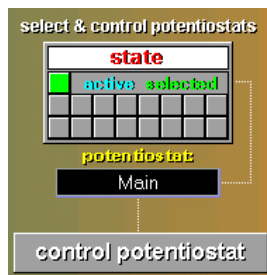 select & control potentiostats
state
active selected
potentiostat:
Main
control potentiostat